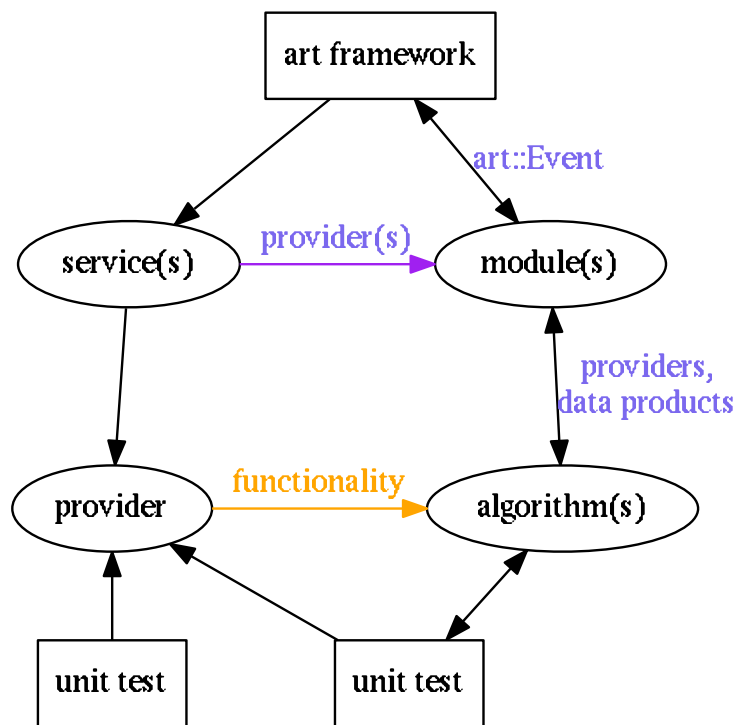 art framework
art::Event
service(s)
provider(s)
module(s)
providers,
data products
provider
functionality
algorithm(s)
unit test
unit test